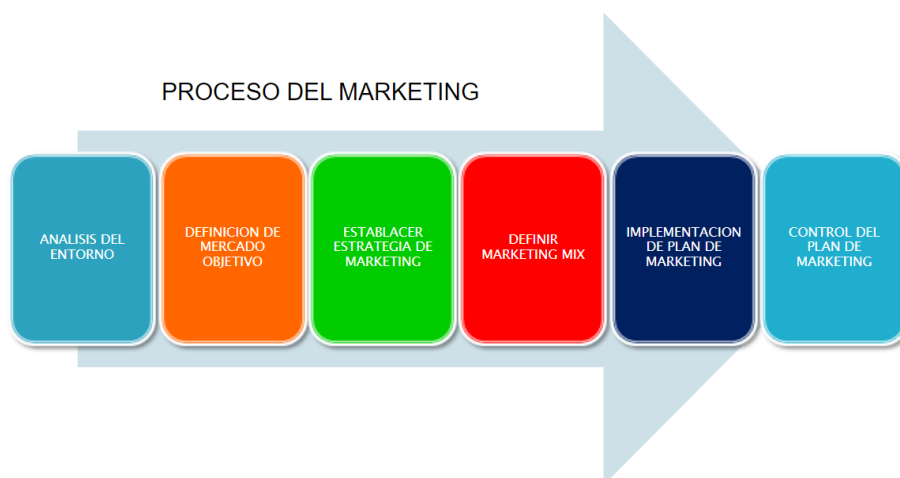 PROCESO DEL MARKETING
ANALISIS DEL
ENTORNO
DEFINICION DE
MERCADO
OBJETIVO
ESTABLACER
ESTRATEGIA DE
MARKETING
DEFINIR
MARKETING MIX
IMPLEMENTACION
DE PLAN DE
MARKETING
CONTROL DEL
PLAN DE
MARKETING